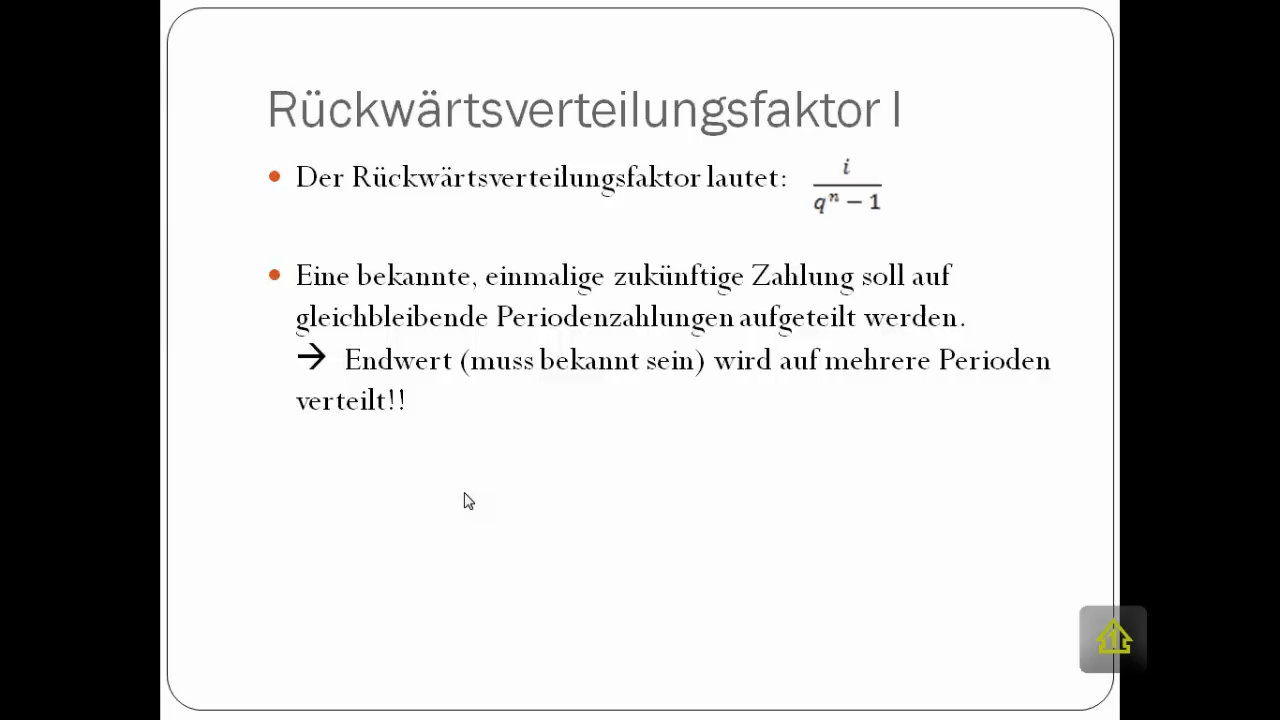 Rückwärtsverteilungsfaktor I
Der Rückwärtsverteilungsfaktor lautet: i / (qⁿ − 1)
Eine bekannte, einmalige zukünftige Zahlung soll auf
gleichbleibende Periodenzahlungen aufgeteilt werden.
→ Endwert (muss bekannt sein) wird auf mehrere Perioden
verteilt!!
1